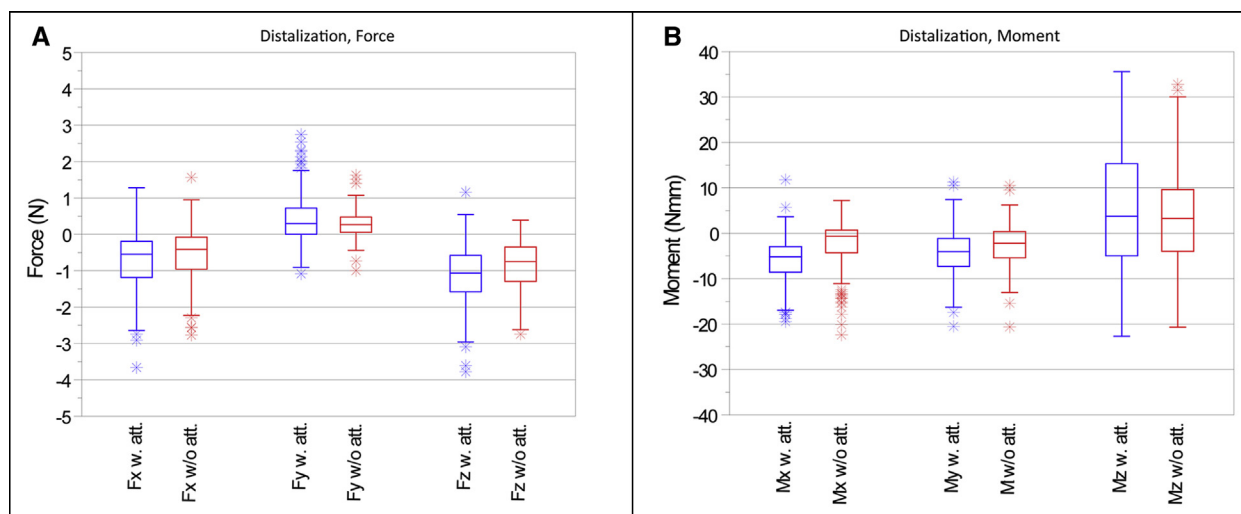 A
Distalization, Force
5
4
3
2
1
0
-1
-2
-3
-4
-5
Force (N)
Fx w. att.
Fx w/o att.
Fy w. att.
Fy w/o att.
Fz w. att.
Fz w/o att.
B
Distalization, Moment
40
30
20
10
0
-10
-20
-30
-40
Moment (Nmm)
Mx w. att.
Mx w/o att.
My w. att.
M w/o att.
Mz w. att.
Mz w/o att.